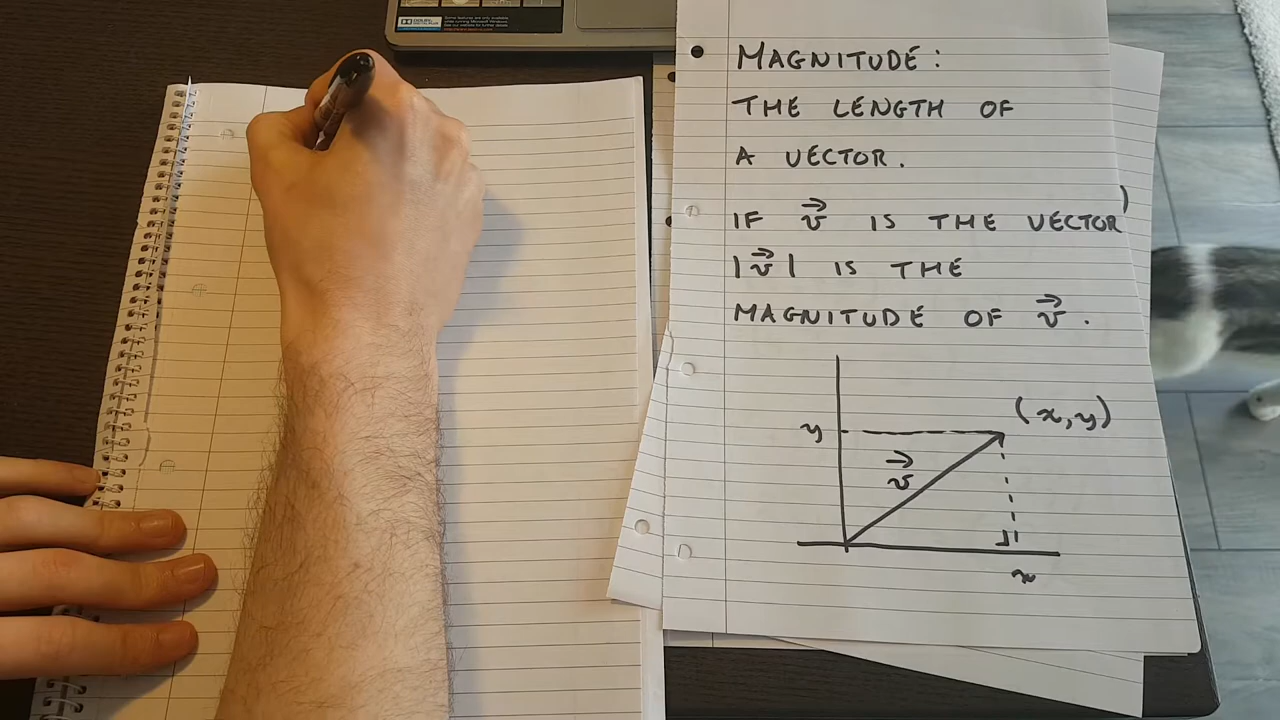 MAGNITUDE:
THE LENGTH OF
A VECTOR.
IF v⃗ IS THE VECTOR,
|v⃗| IS THE
MAGNITUDE OF v⃗.
(x,y)
y
v⃗
x